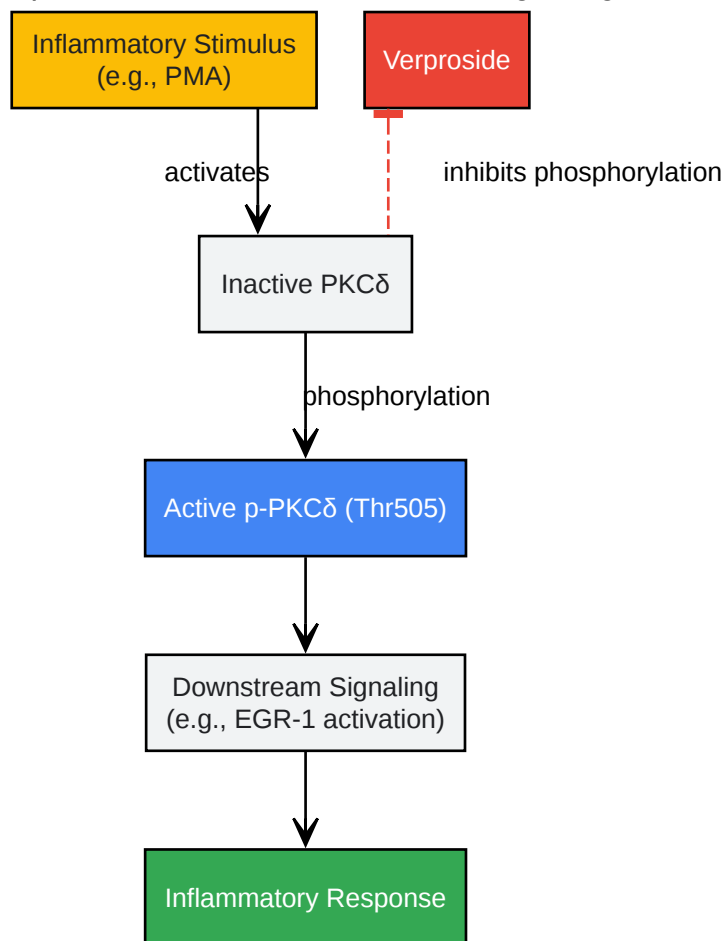 Inflammatory Stimulus
(e.g., PMA)
Verproside
activates
inhibits phosphorylation
Inactive PKCδ
phosphorylation
Active p-PKCδ (Thr505)
Downstream Signaling
(e.g., EGR-1 activation)
Inflammatory Response